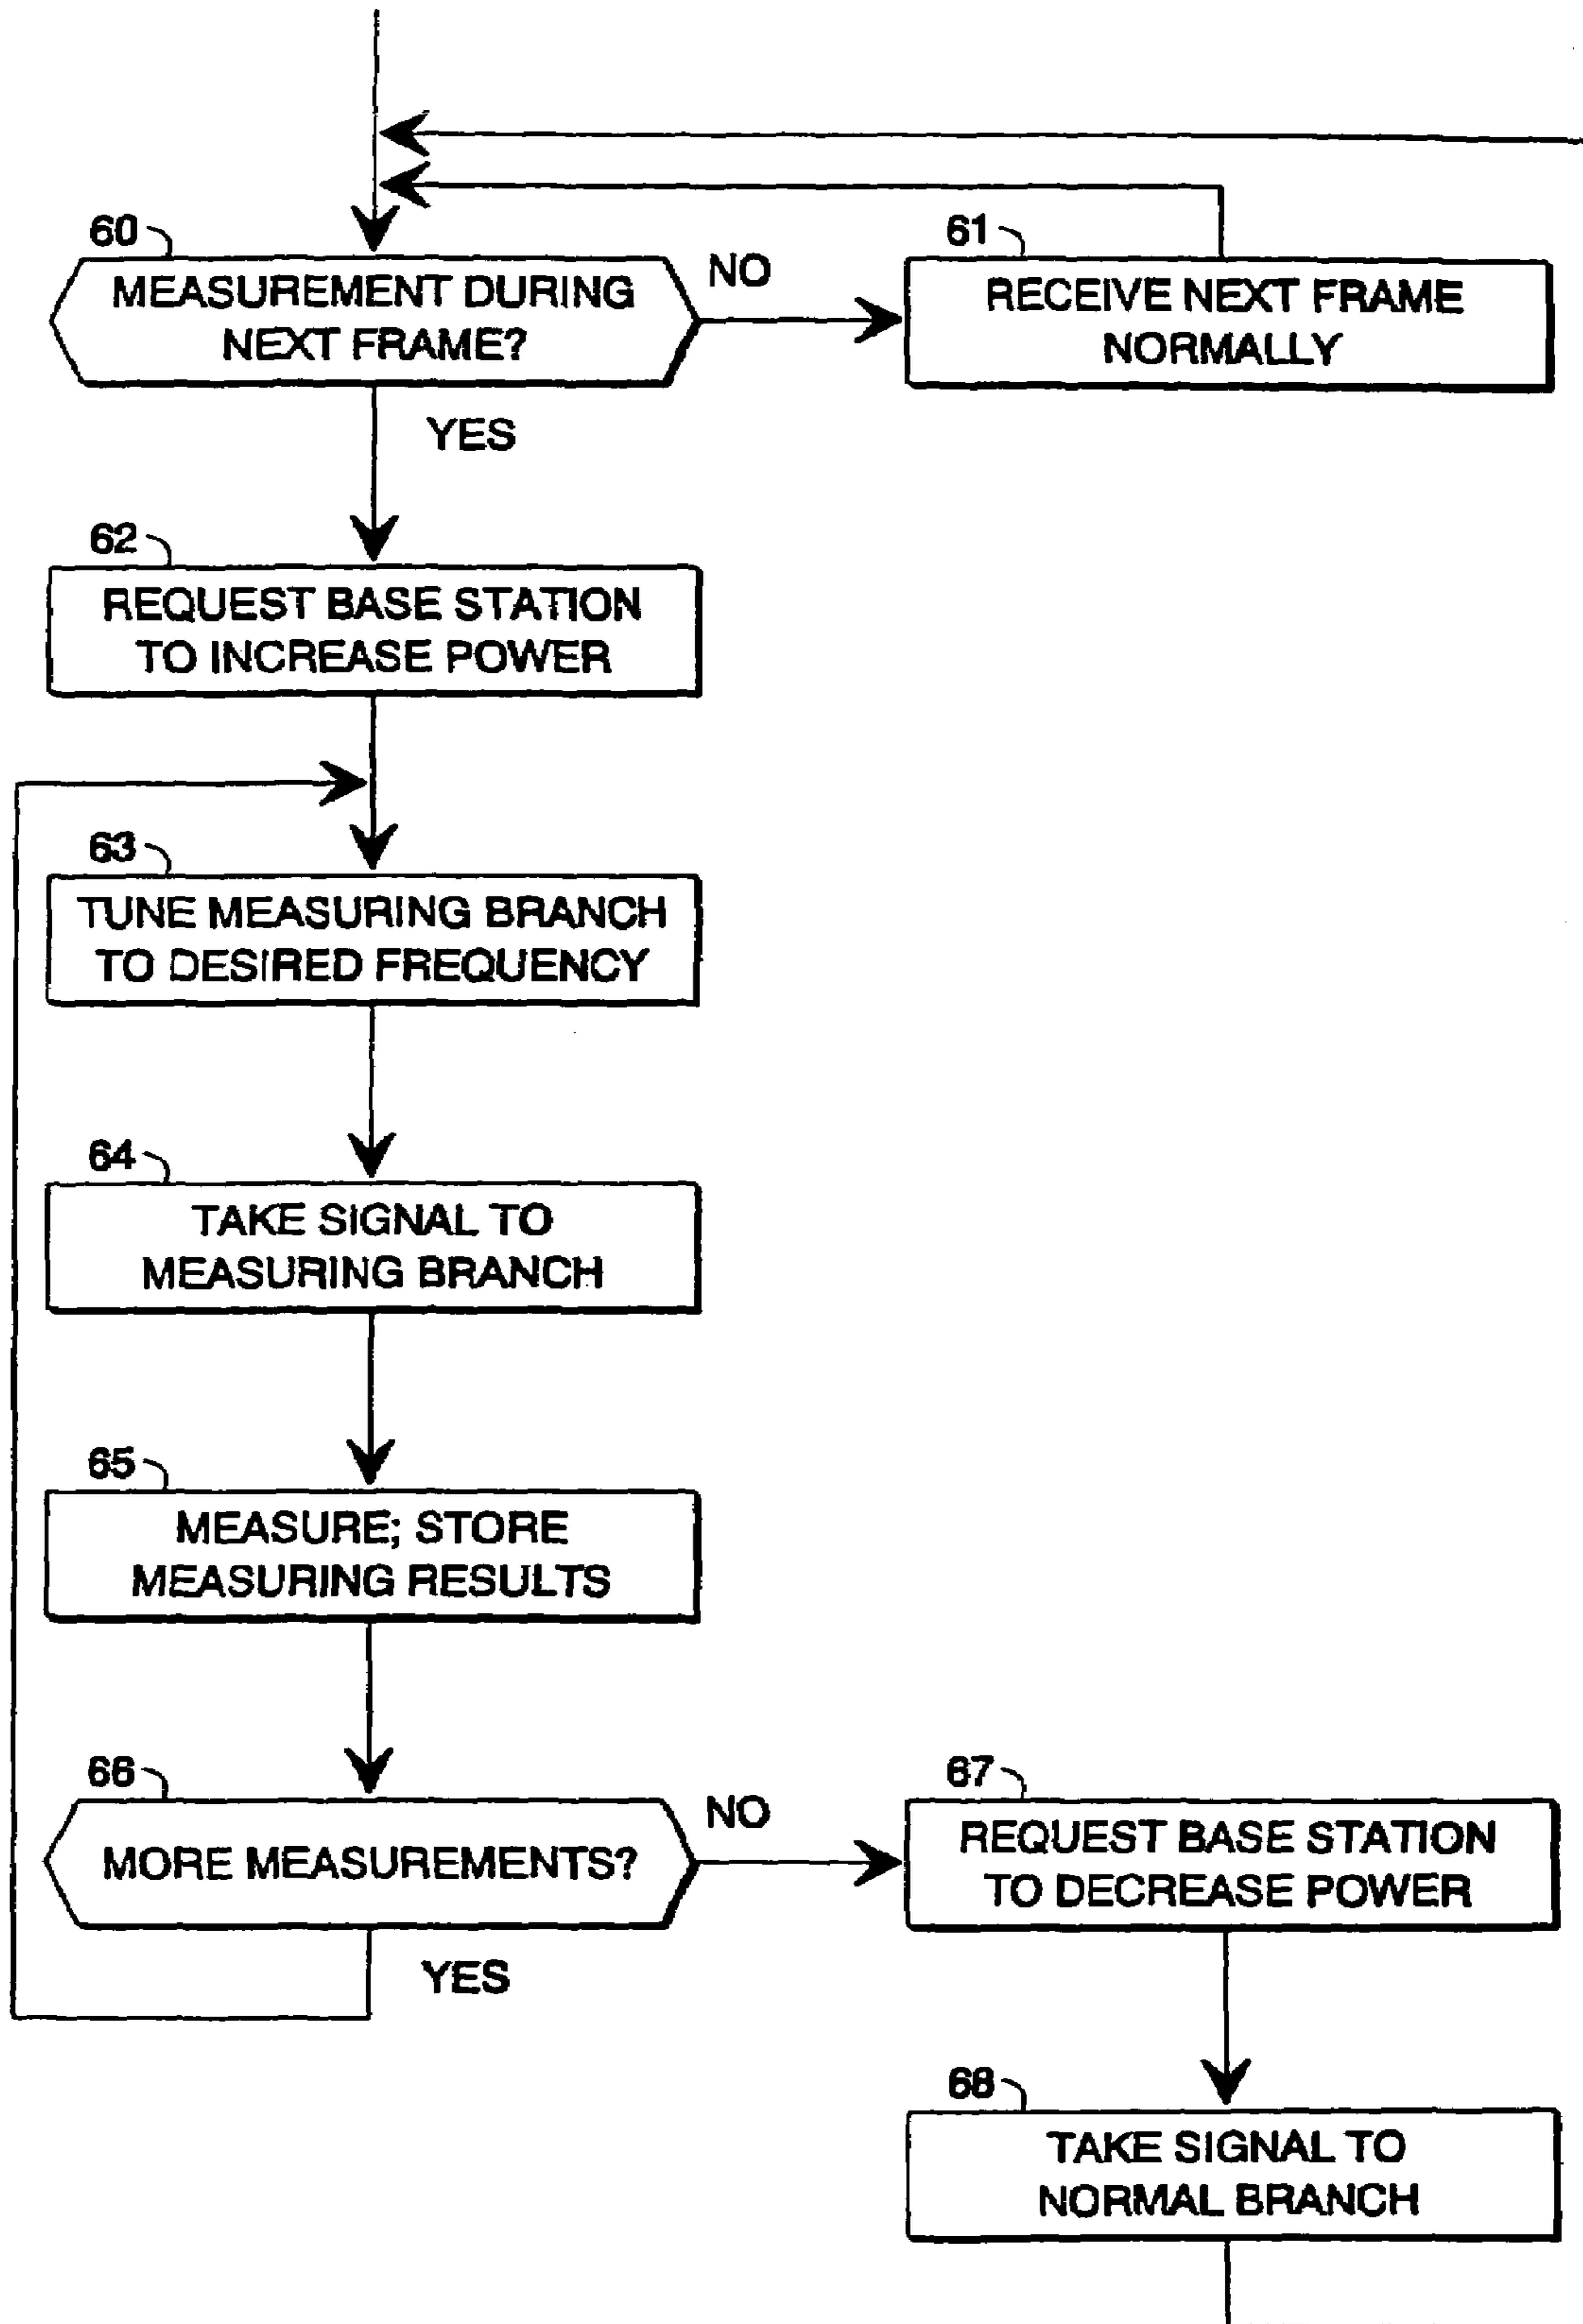 60
MEASUREMENT DURING
NEXT FRAME?
NO
61
RECEIVE NEXT FRAME
NORMALLY
YES
62
REQUEST BASE STATION
TO INCREASE POWER
63
TUNE MEASURING BRANCH
TO DESIRED FREQUENCY
64
TAKE SIGNAL TO
MEASURING BRANCH
65
MEASURE; STORE
MEASURING RESULTS
66
MORE MEASUREMENTS?
NO
67
REQUEST BASE STATION
TO DECREASE POWER
YES
68
TAKE SIGNAL TO
NORMAL BRANCH